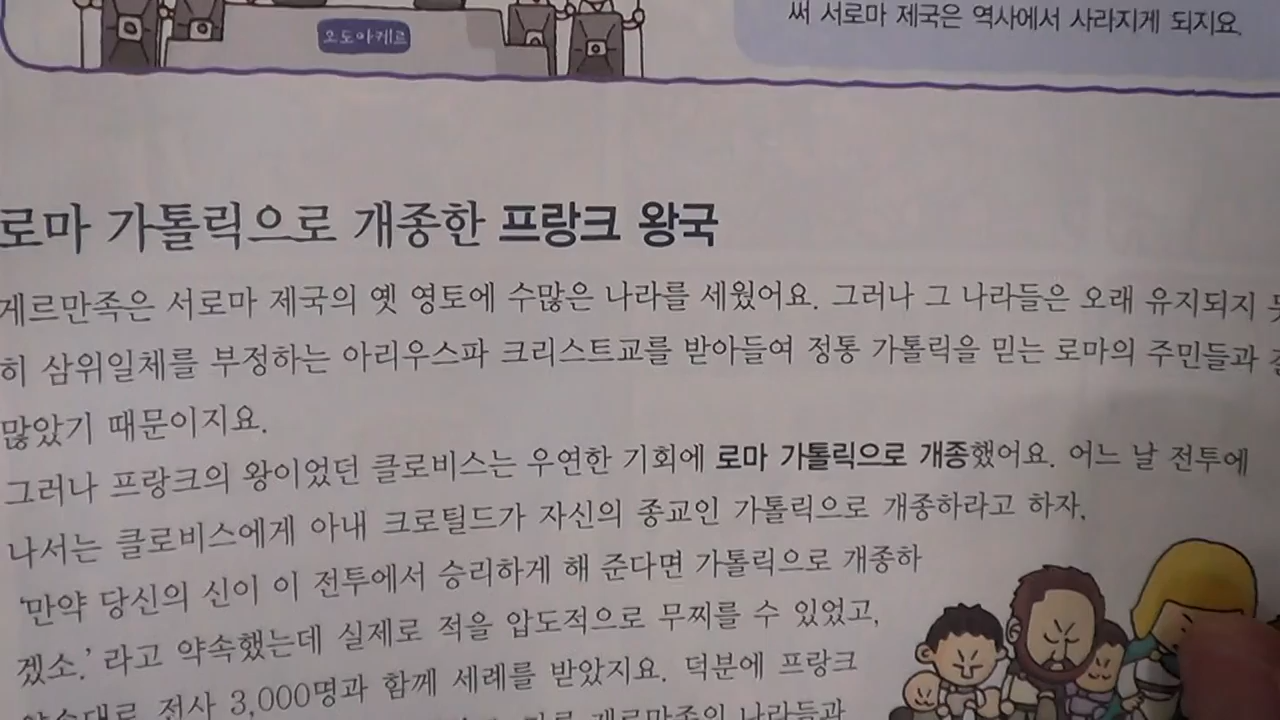 써 서로마 제국은 역사에서 사라지게 되지요.
오도아케르
로마 가톨릭으로 개종한 프랑크 왕국
게르만족은 서로마 제국의 옛 영토에 수많은 나라를 세웠어요. 그러나 그 나라들은 오래 유지되지
히 삼위일체를 부정하는 아리우스파 크리스트교를 받아들여 정통 가톨릭을 믿는 로마의 주민들과
많았기 때문이지요.
그러나 프랑크의 왕이었던 클로비스는 우연한 기회에 로마 가톨릭으로 개종했어요. 어느 날 전투에
나서는 클로비스에게 아내 크로틸드가 자신의 종교인 가톨릭으로 개종하라고 하자,
'만약 당신의 신이 이 전투에서 승리하게 해 준다면 가톨릭으로 개종하
겠소.' 라고 약속했는데 실제로 적을 압도적으로 무찌를 수 있었고,
전사 3,000명과 함께 세례를 받았지요. 덕분에 프랑크
게르만족의 나라들과